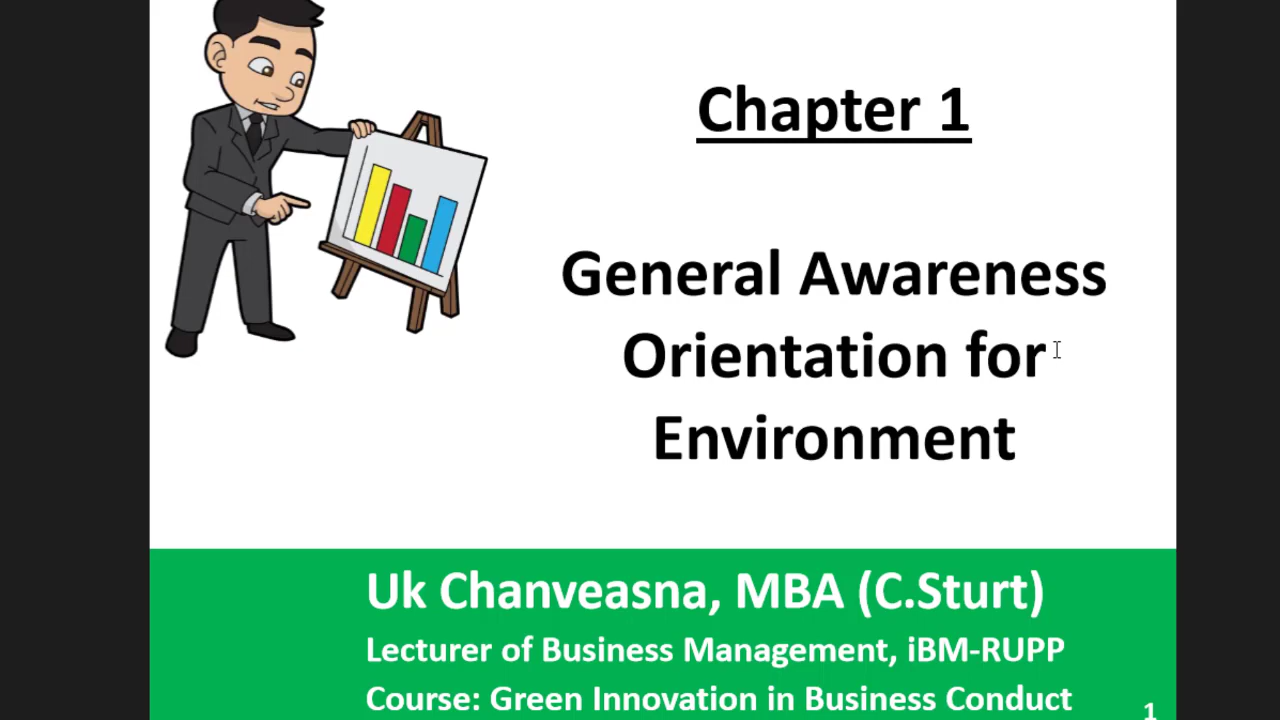 Chapter 1
General Awareness
Orientation for
Environment
Uk Chanveasna, MBA (C.Sturt)
Lecturer of Business Management, iBM-RUPP
Course: Green Innovation in Business Conduct
1